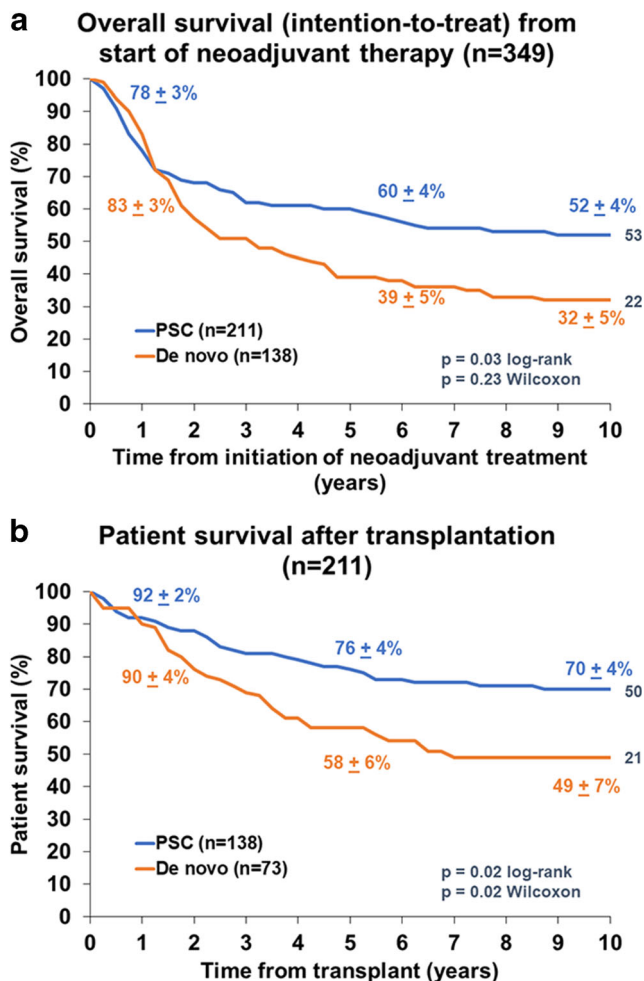 a
Overall survival (intention-to-treat) from
start of neoadjuvant therapy (n=349)
Overall survival (%)
100
90
80
70
60
50
40
30
20
10
0
78 ± 3%
83 ± 3%
60 ± 4%
52 ± 4%
53
39 ± 5%
22
32 ± 5%
PSC (n=211)
De novo (n=138)
p = 0.03 log-rank
p = 0.23 Wilcoxon
0 1 2 3 4 5 6 7 8 9 10
Time from initiation of neoadjuvant treatment
(years)
b
Patient survival after transplantation
(n=211)
Patient survival (%)
100
90
80
70
60
50
40
30
20
10
0
92 ± 2%
90 ± 4%
76 ± 4%
70 ± 4%
50
58 ± 6%
21
49 ± 7%
PSC (n=138)
De novo (n=73)
p = 0.02 log-rank
p = 0.02 Wilcoxon
0 1 2 3 4 5 6 7 8 9 10
Time from transplant (years)